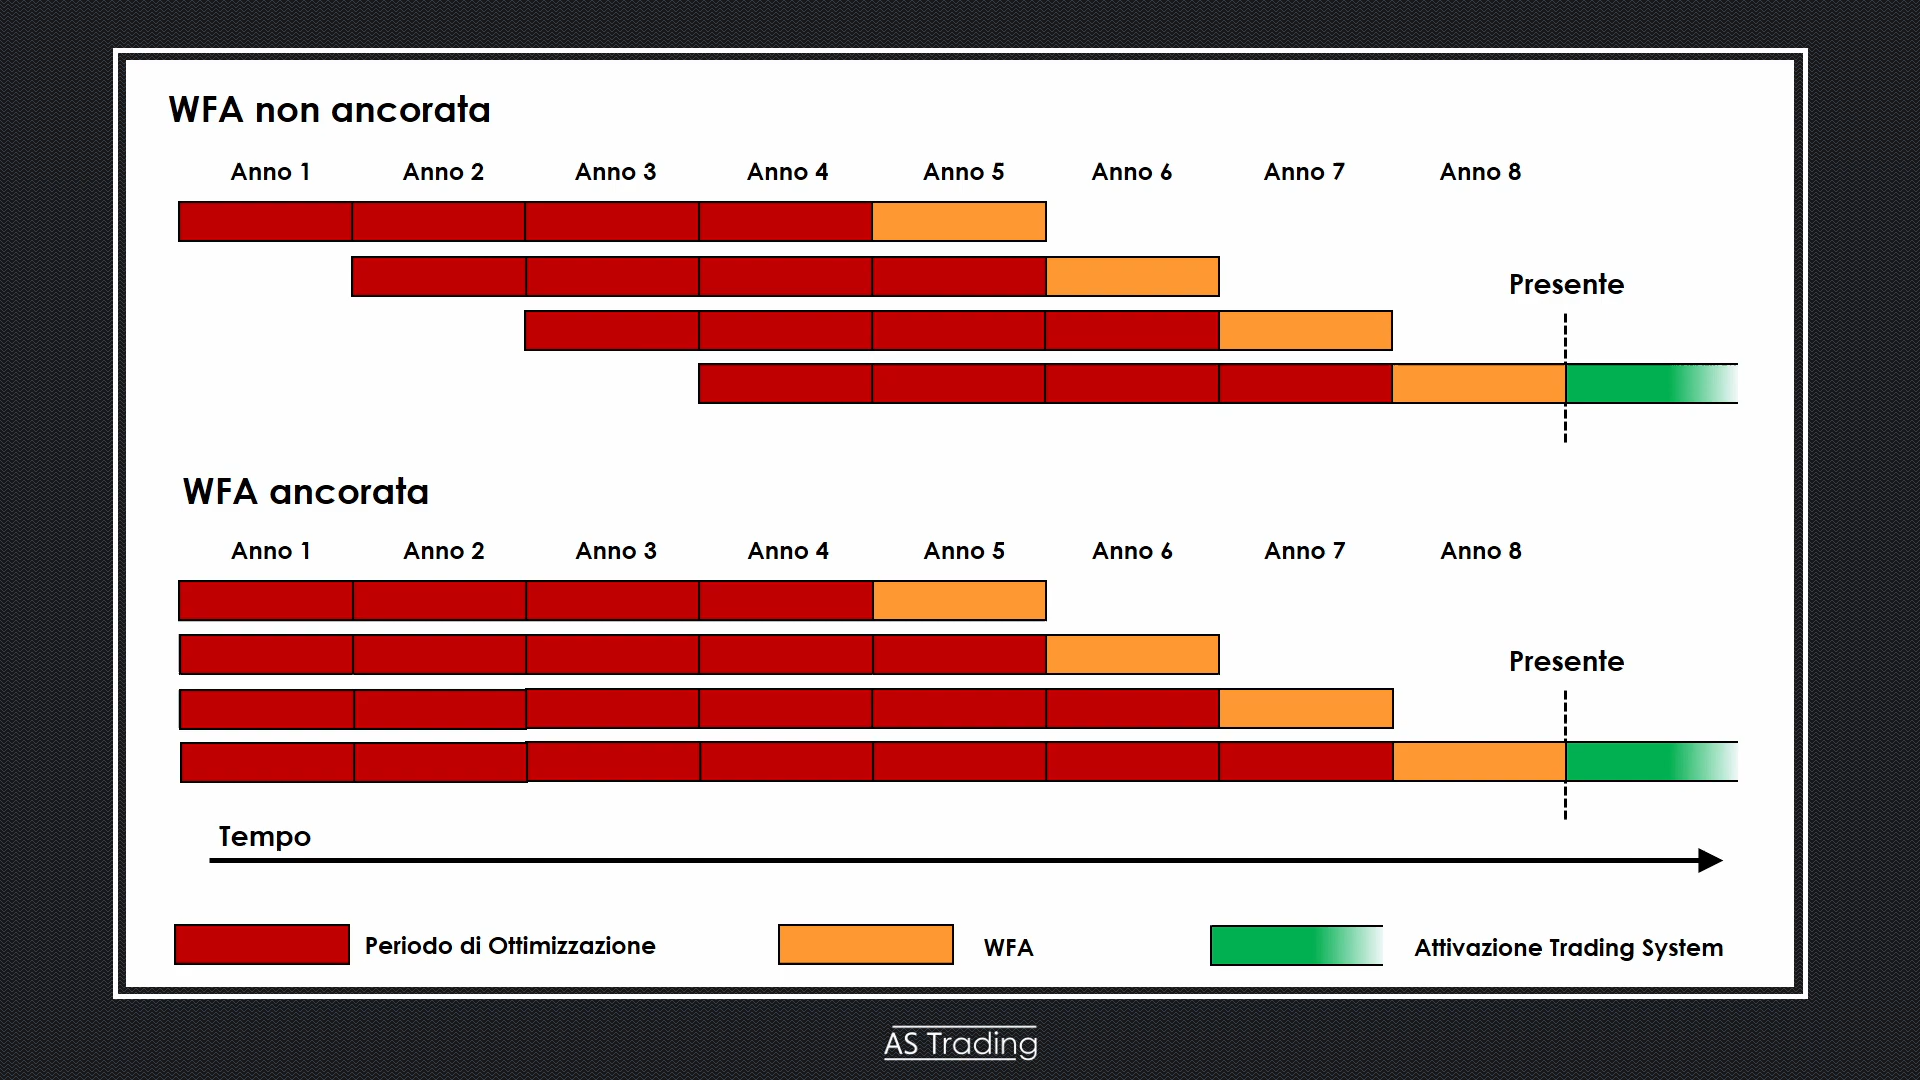 WFA non ancorata
Anno 1 Anno 2 Anno 3 Anno 4 Anno 5 Anno 6 Anno 7 Anno 8
Presente
WFA ancorata
Anno 1 Anno 2 Anno 3 Anno 4 Anno 5 Anno 6 Anno 7 Anno 8
Presente
Tempo
Periodo di Ottimizzazione WFA Attivazione Trading System
AS Trading